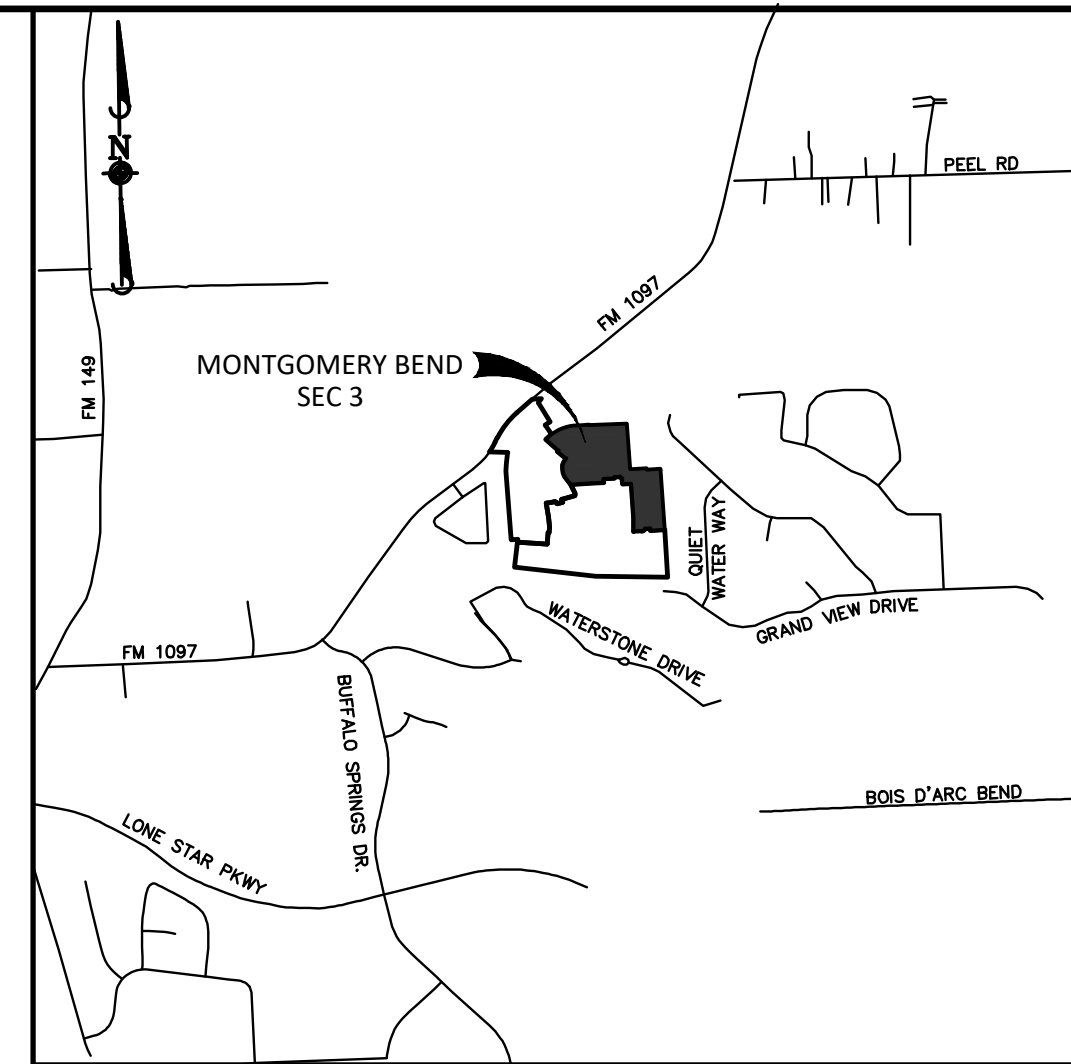 N
PEEL RD
FM 1097
MONTGOMERY BEND
SEC 3
FM 149
QUIET
WATER WAY
GRAND VIEW DRIVE
WATERSTONE DRIVE
FM 1097
BUFFALO SPRINGS DR.
BOIS D'ARC BEND
LONE STAR PKWY